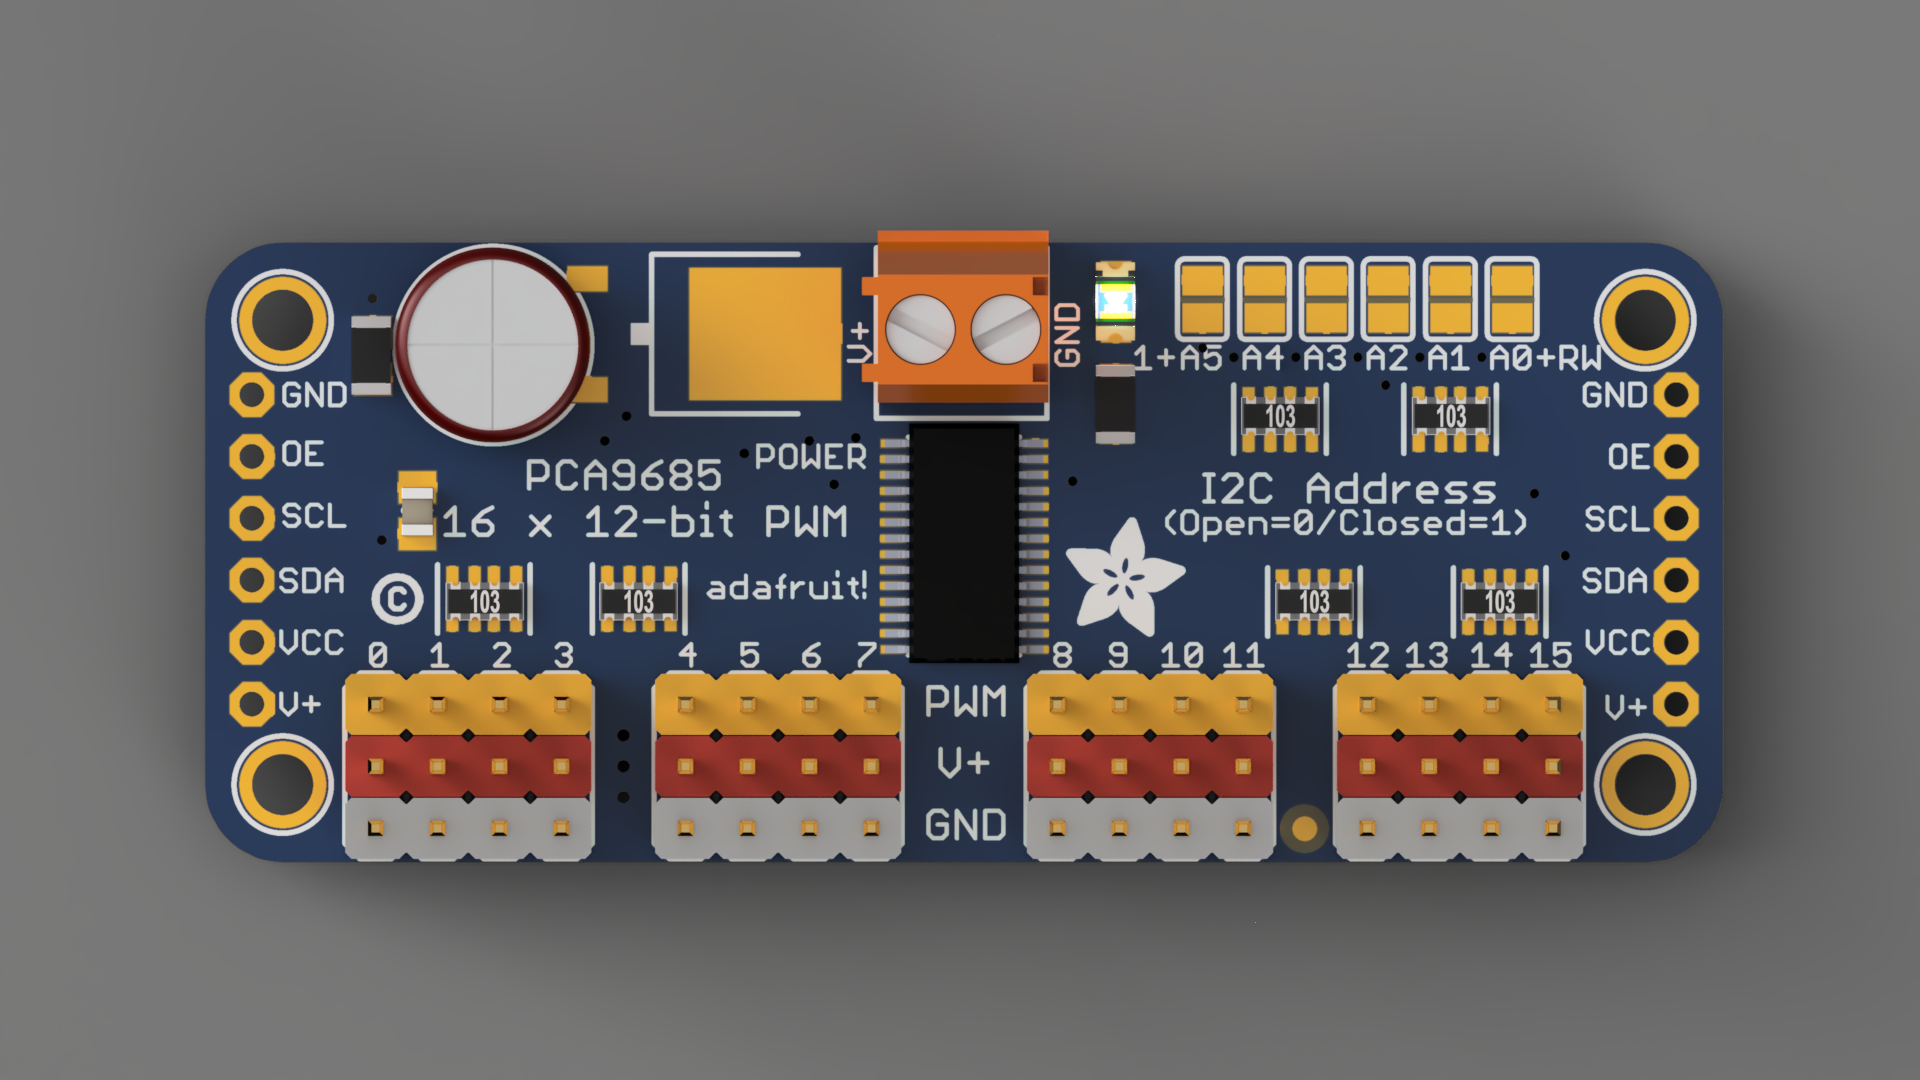 V+
GND
1+A5 A4 A3 A2 A1 A0+RW
GND
OE
SCL
SDA
VCC
V+
103
103
POWER
PCA9685
16 x 12-bit PWM
I2C Address
(Open=0/Closed=1)
©
103
103
adafruit!
103
103
0 1 2 3 4 5 6 7 8 9 10 11 12 13 14 15
PWM
V+
GND
GND
OE
SCL
SDA
VCC
V+